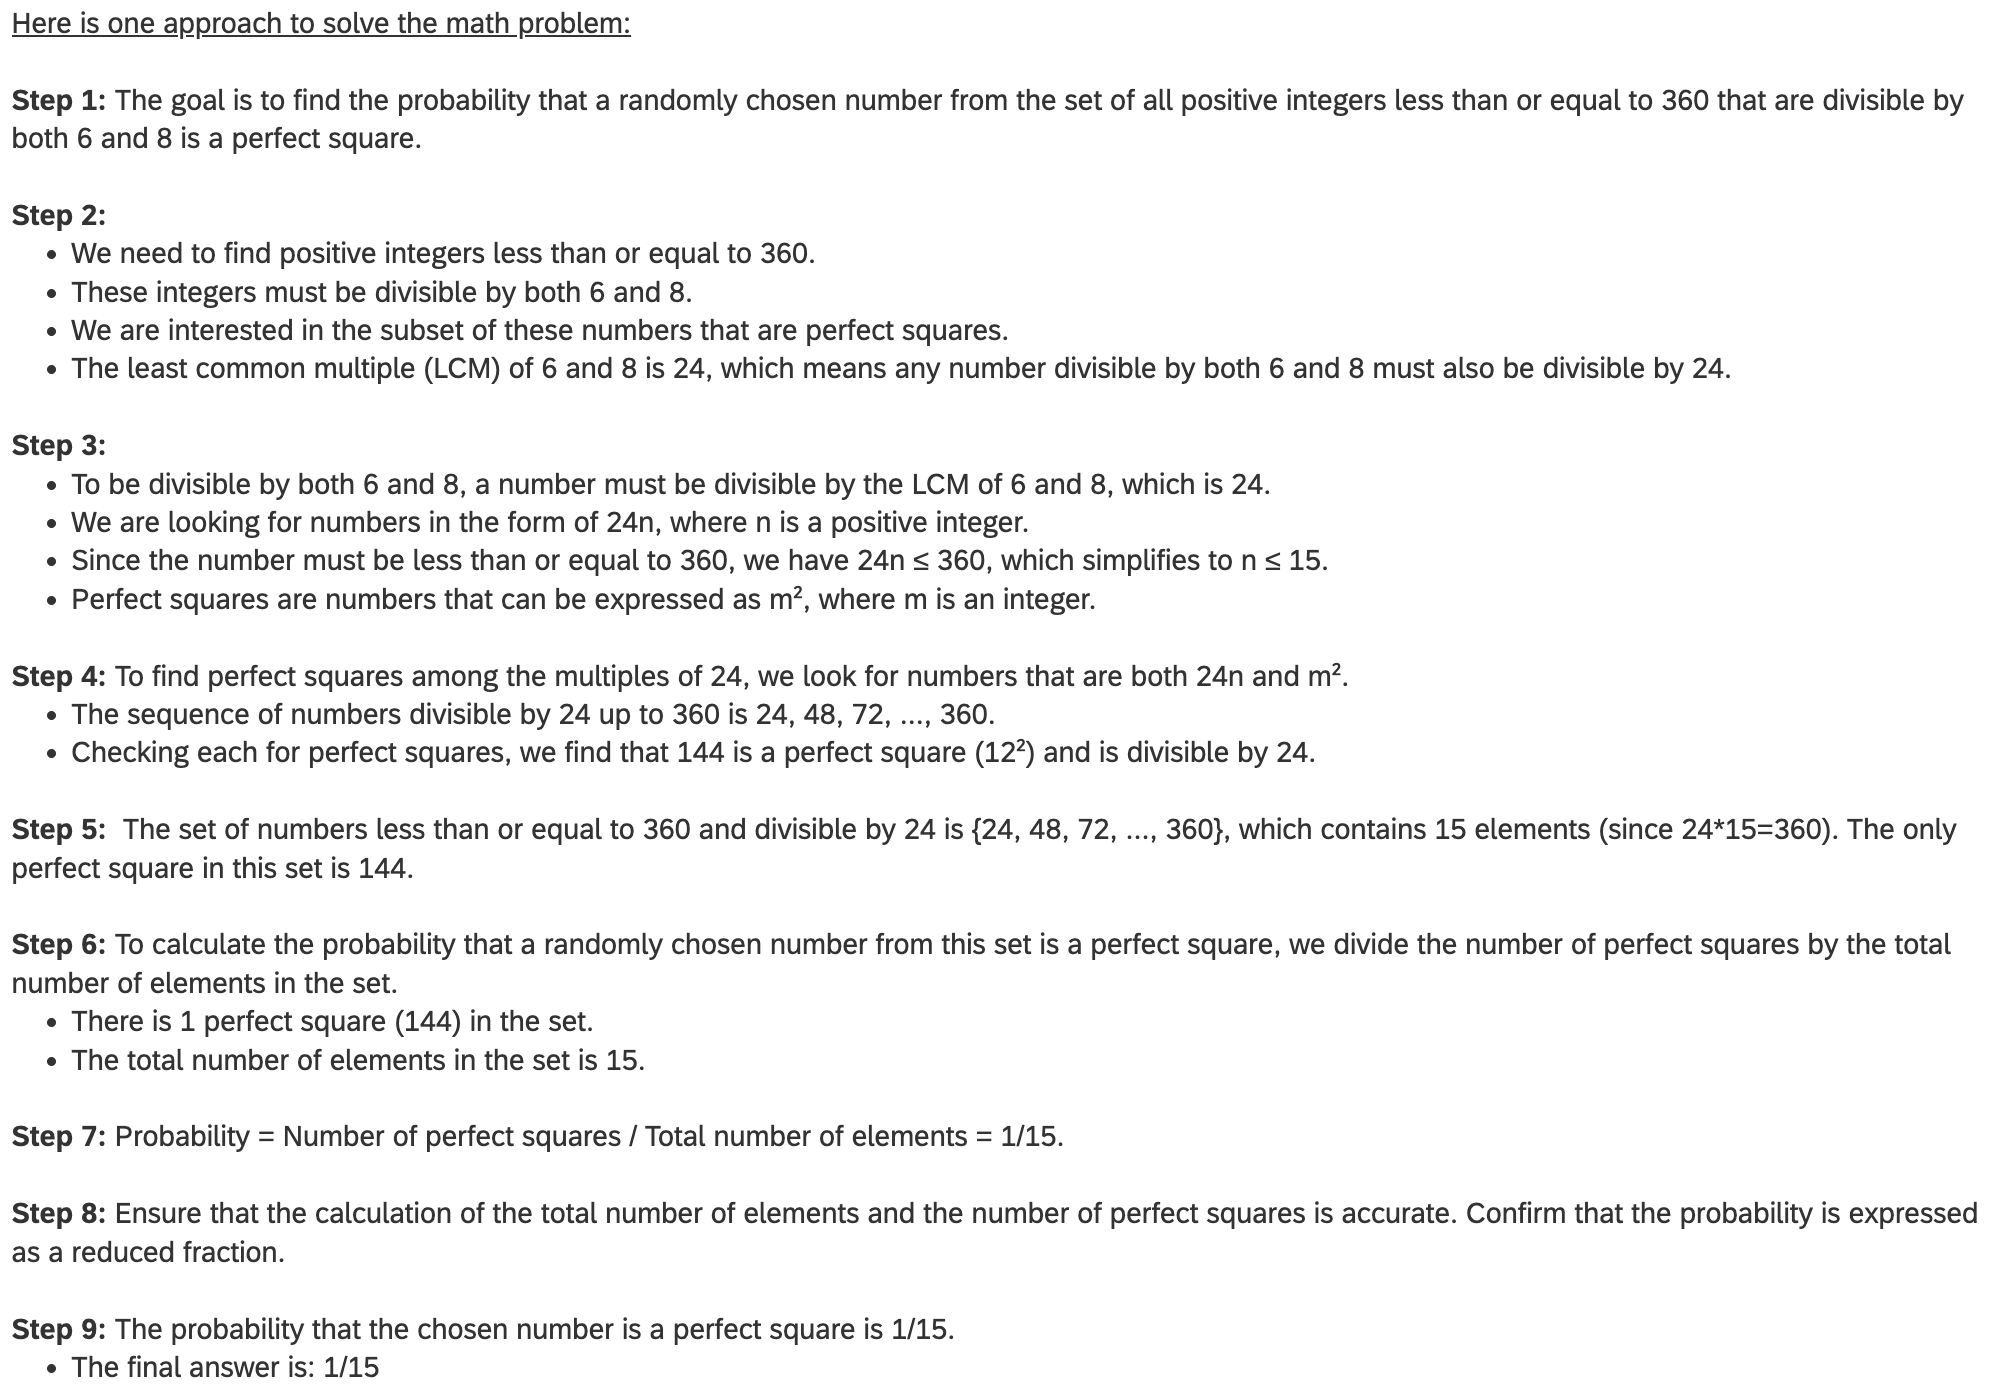 Here is one approach to solve the math problem:
Step 1: The goal is to find the probability that a randomly chosen number from the set of all positive integers less than or equal to 360 that are divisible by
both 6 and 8 is a perfect square.
Step 2:
• We need to find positive integers less than or equal to 360.
• These integers must be divisible by both 6 and 8.
• We are interested in the subset of these numbers that are perfect squares.
• The least common multiple (LCM) of 6 and 8 is 24, which means any number divisible by both 6 and 8 must also be divisible by 24.
Step 3:
• To be divisible by both 6 and 8, a number must be divisible by the LCM of 6 and 8, which is 24.
• We are looking for numbers in the form of 24n, where n is a positive integer.
• Since the number must be less than or equal to 360, we have 24n ≤ 360, which simplifies to n ≤ 15.
• Perfect squares are numbers that can be expressed as m², where m is an integer.
Step 4: To find perfect squares among the multiples of 24, we look for numbers that are both 24n and m².
• The sequence of numbers divisible by 24 up to 360 is 24, 48, 72, ..., 360.
• Checking each for perfect squares, we find that 144 is a perfect square (12²) and is divisible by 24.
Step 5: The set of numbers less than or equal to 360 and divisible by 24 is {24, 48, 72, ..., 360}, which contains 15 elements (since 24*15=360). The only
perfect square in this set is 144.
Step 6: To calculate the probability that a randomly chosen number from this set is a perfect square, we divide the number of perfect squares by the total
number of elements in the set.
• There is 1 perfect square (144) in the set.
• The total number of elements in the set is 15.
Step 7: Probability = Number of perfect squares / Total number of elements = 1/15.
Step 8: Ensure that the calculation of the total number of elements and the number of perfect squares is accurate. Confirm that the probability is expressed
as a reduced fraction.
Step 9: The probability that the chosen number is a perfect square is 1/15.
• The final answer is: 1/15